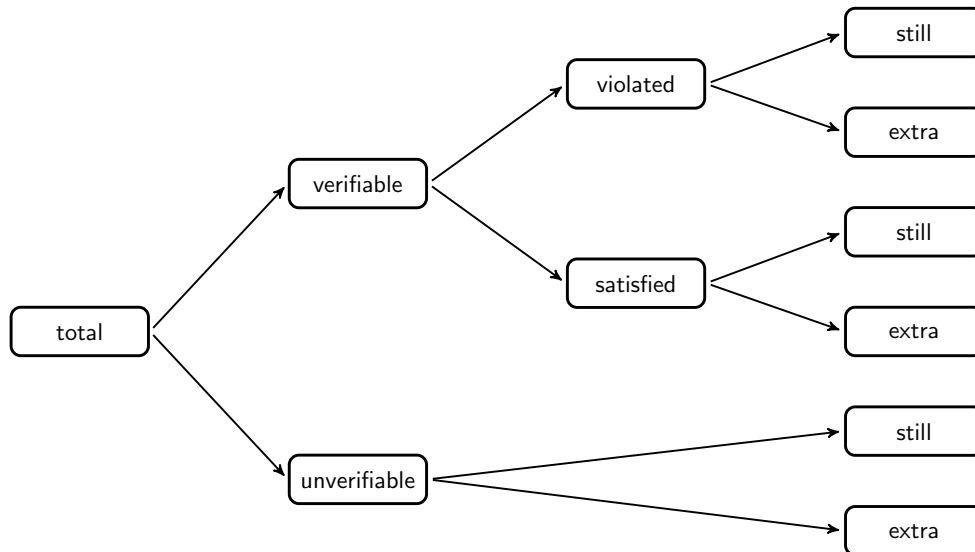 still
violated
extra
verifiable
still
satisfied
extra
total
still
unverifiable
extra